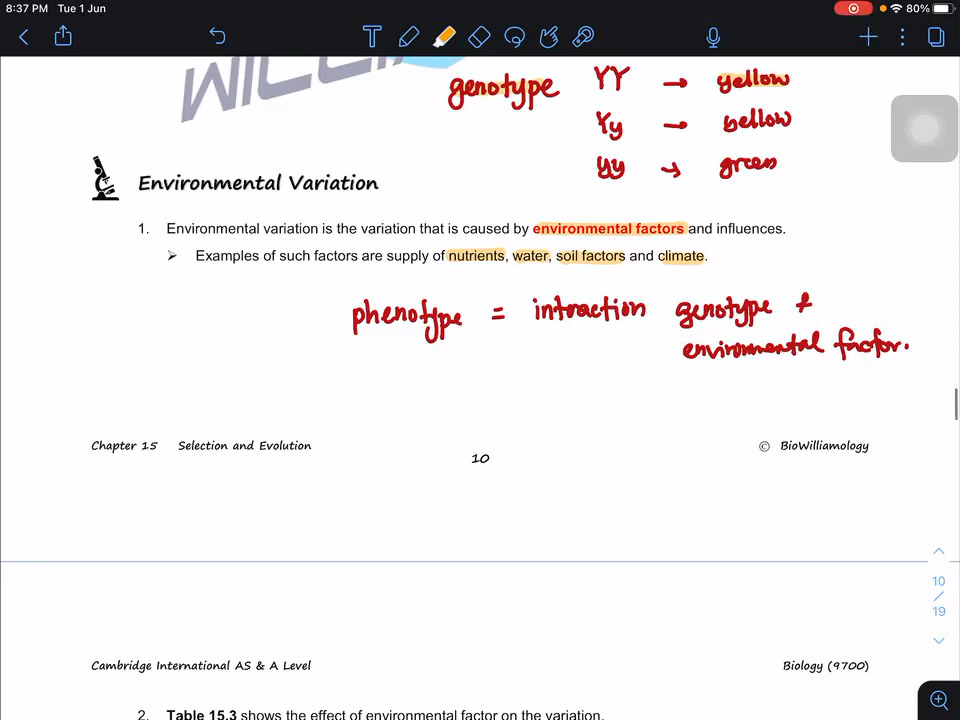 8:37 PM Tue 1 Jun
80%
genotype YY → yellow
Yy → bellow
yy → green
Environmental Variation
1. Environmental variation is the variation that is caused by environmental factors and influences.
➤ Examples of such factors are supply of nutrients, water, soil factors and climate.
phenotype = intraction genotype &
environmental factor.
Chapter 15 Selection and Evolution
10
© BioWilliamology
10
/
19
Cambridge International AS & A Level
Biology (9700)
2. Table 15.3 shows the effect of environmental factor on the variation.